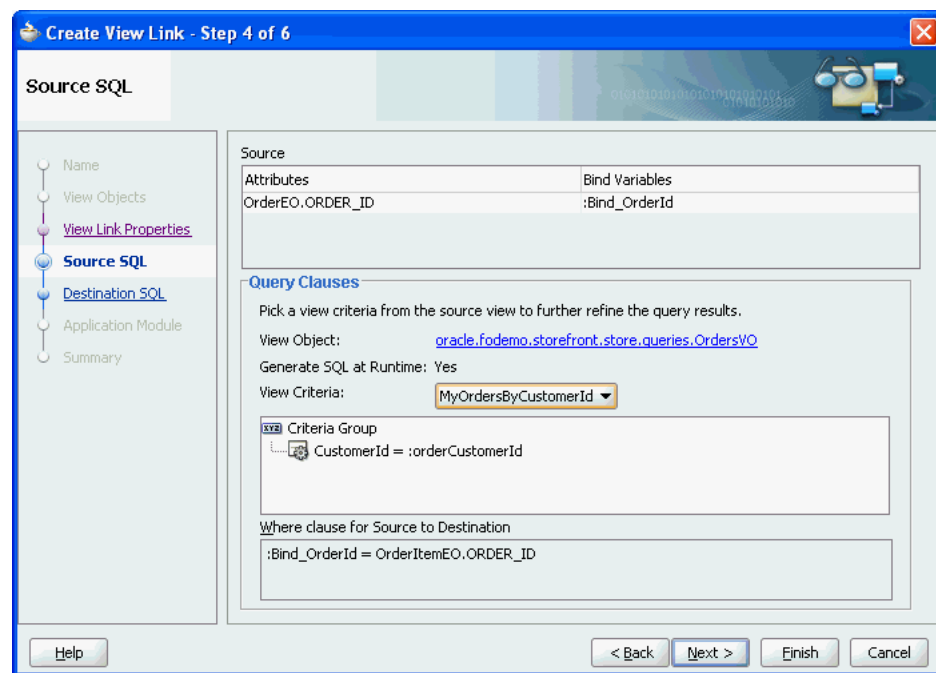 Create View Link - Step 4 of 6
Source SQL
Name
View Objects
View Link Properties
Source SQL
Destination SQL
Application Module
Summary
Source
Attributes Bind Variables
OrderEO.ORDER_ID :Bind_OrderId
Query Clauses
Pick a view criteria from the source view to further refine the query results.
View Object: oracle.fodemo.storefront.store.queries.OrdersVO
Generate SQL at Runtime: Yes
View Criteria: MyOrdersByCustomerId
XYZ Criteria Group
CustomerId = :orderCustomerId
Where clause for Source to Destination
:Bind_OrderId = OrderItemEO.ORDER_ID
Help < Back Next > Finish Cancel